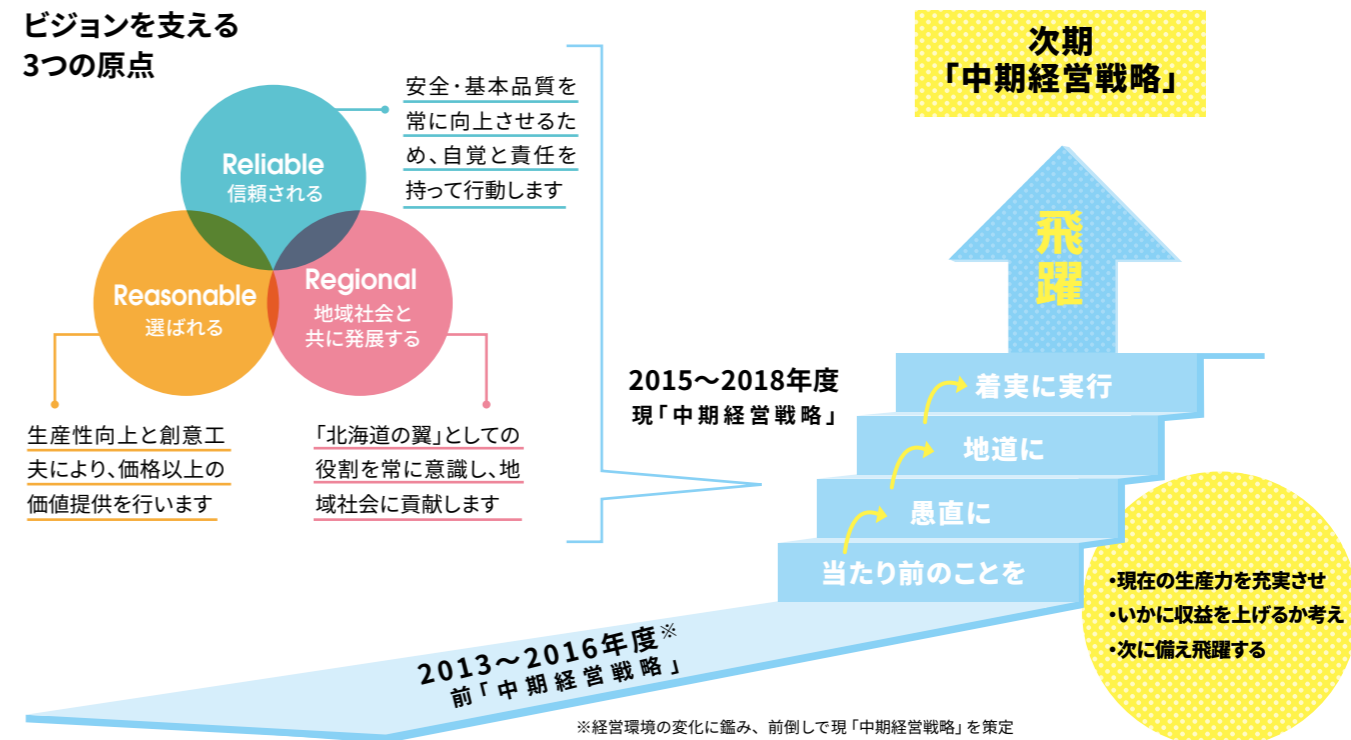 ビジョンを支える
3つの原点
Reliable
信頼される
安全・基本品質を
常に向上させるた
め、自覚と責任を
持って行動します
Reasonable
選ばれる
Regional
地域社会と
共に発展する
生産性向上と創意工
夫により、価格以上の
価値提供を行います
「北海道の翼」としての
役割を常に意識し、地
域社会に貢献します
2015〜2018年度
現「中期経営戦略」
次期
「中期経営戦略」
飛
躍
着実に実行
地道に
愚直に
当たり前のことを
・現在の生産力を充実させ
・いかに収益を上げるか考え
・次に備え飛躍する
2013〜2016年度※
前「中期経営戦略」
※経営環境の変化に鑑み、前倒しで現「中期経営戦略」を策定